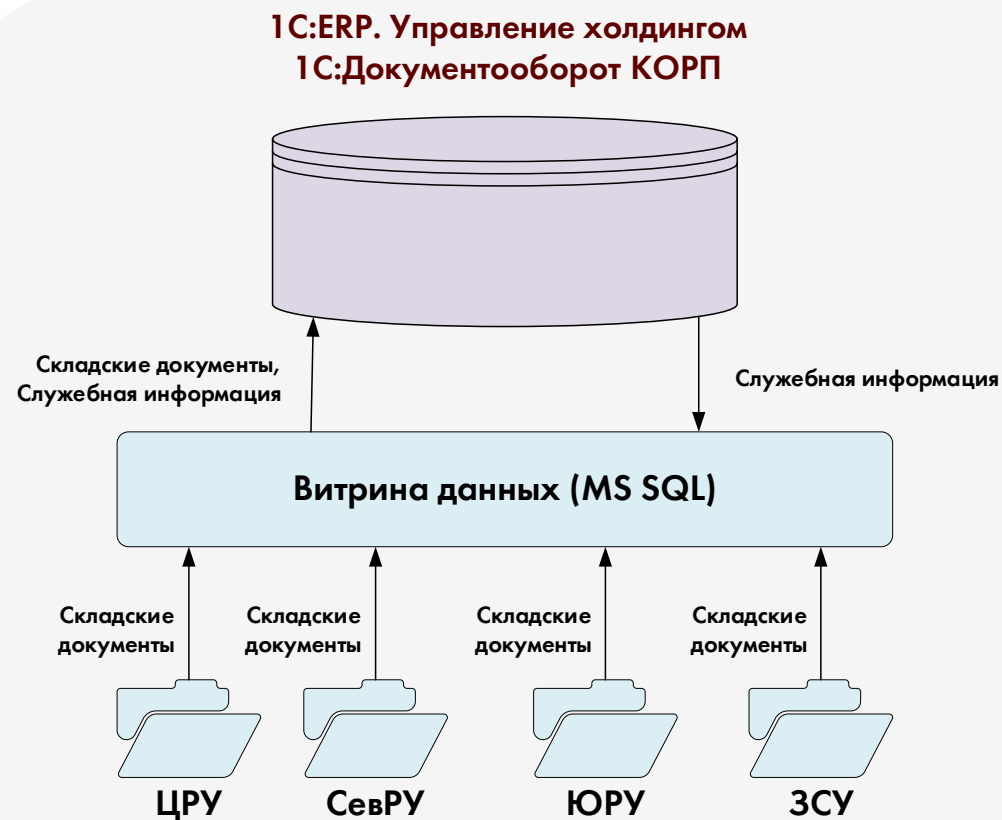 1С:ERP. Управление холдингом
1С:Документооборот КОРП
Складские документы,
Служебная информация
Служебная информация
Витрина данных (MS SQL)
Складские
документы
Складские
документы
Складские
документы
Складские
документы
ЦРУ
СевРУ
ЮРУ
ЗСУ